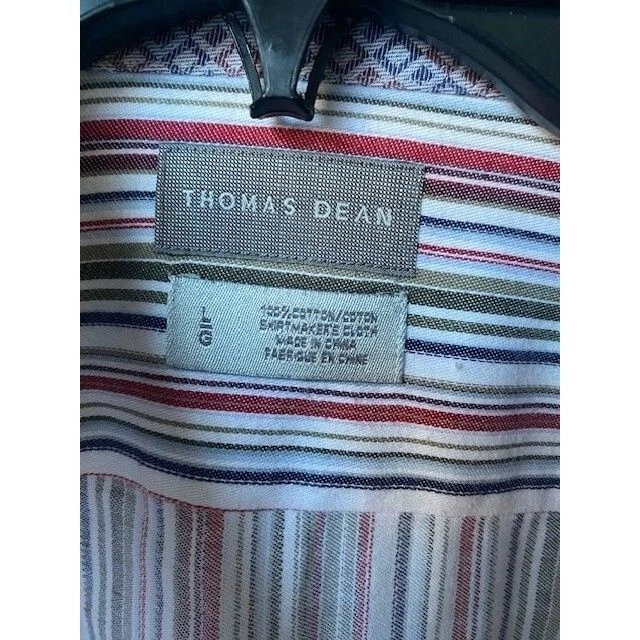 THOMAS DEAN
L
G
100% COTTON/COTON
SHIRTMAKERS CLOTH
MADE IN CHINA
FABRIQUE EN CHINE